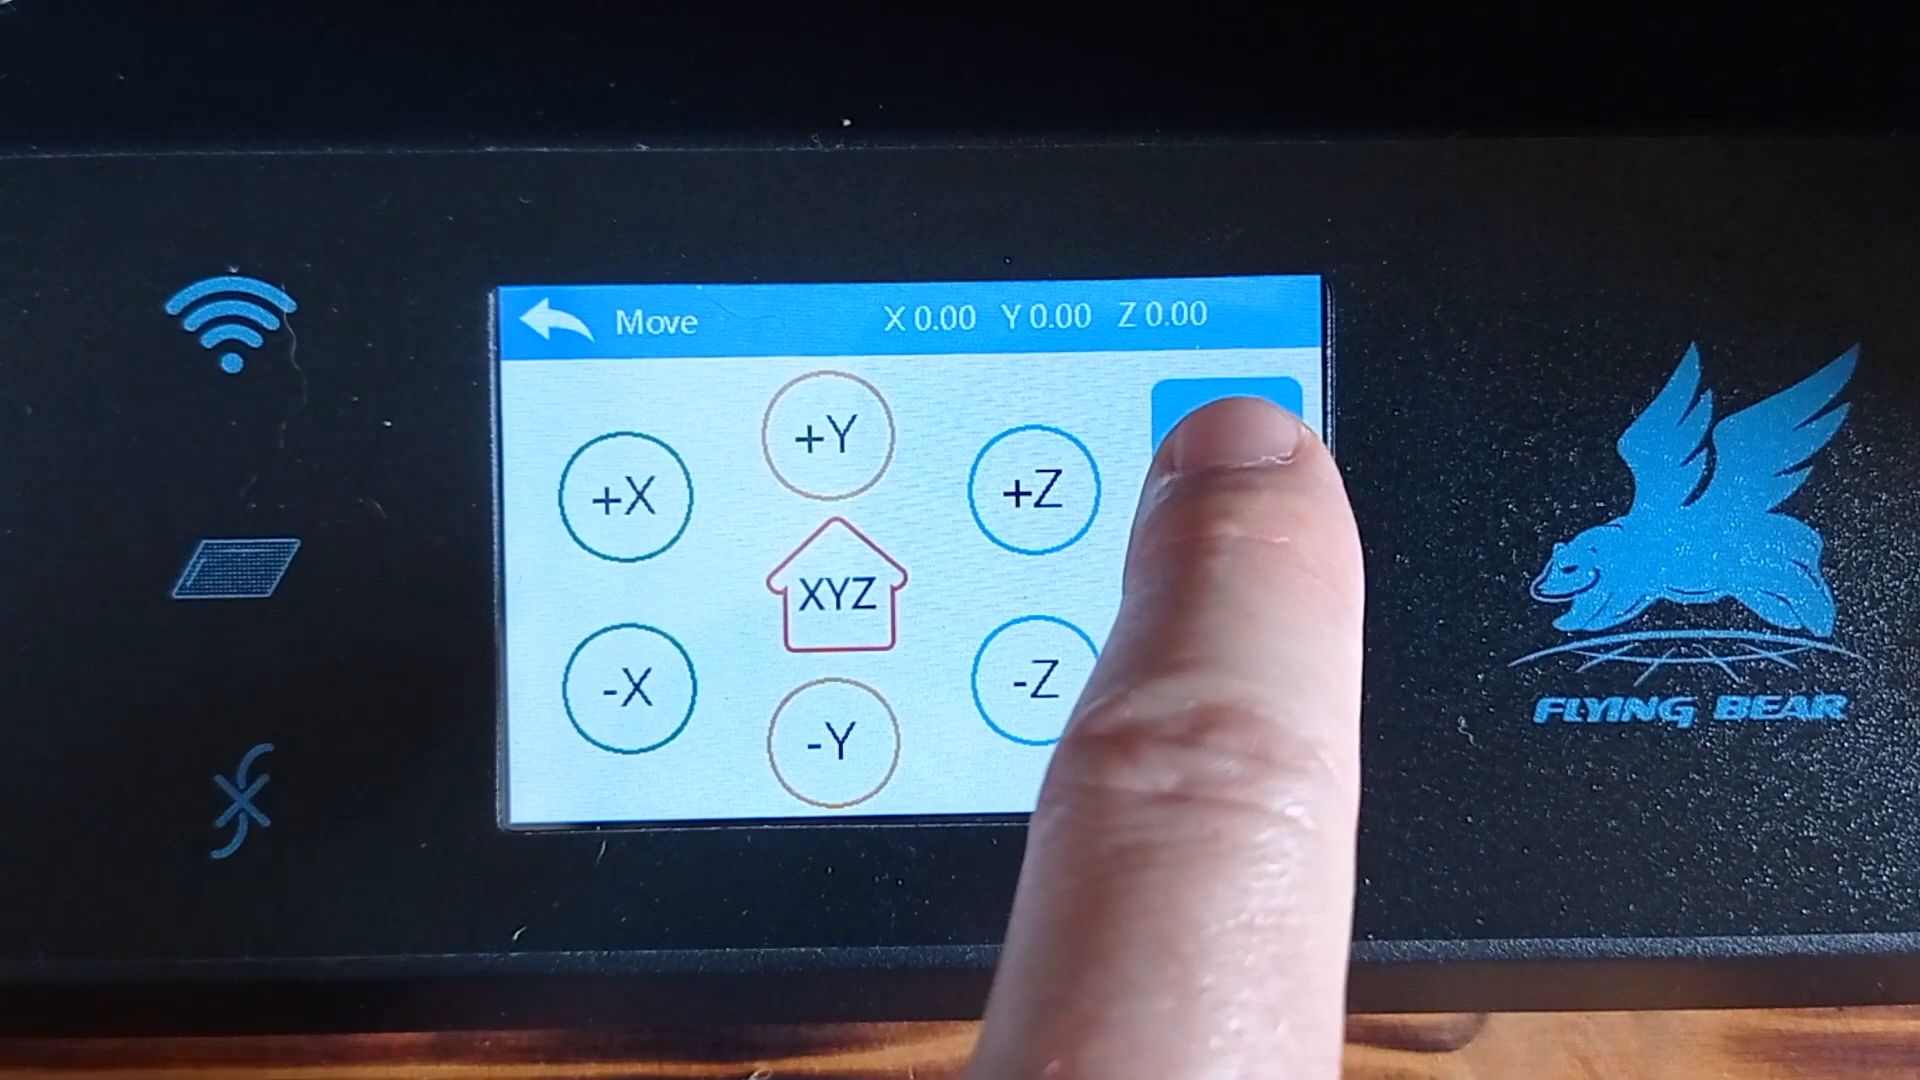 Move X 0.00 Y 0.00 Z 0.00
+Y
+X +Z
XYZ
-X -Z
-Y
FLYING BEAR